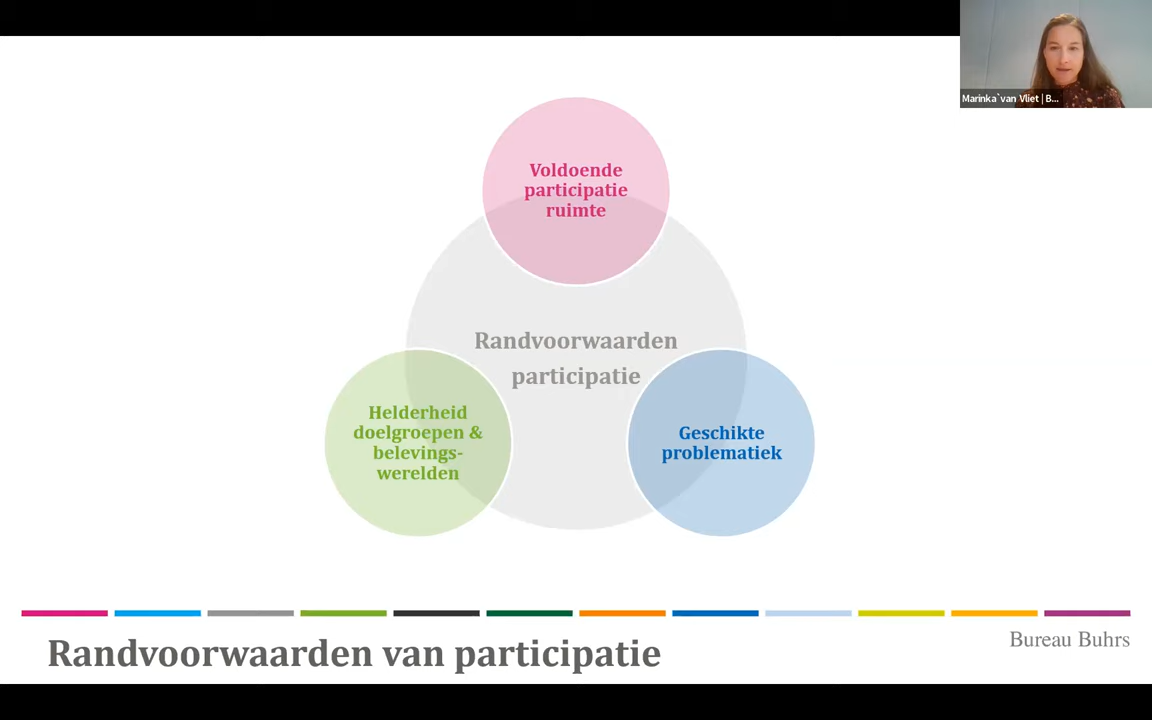 Marinka`van Vliet | B...
Voldoende
participatie
ruimte
Randvoorwaarden
participatie
Helderheid
doelgroepen &
belevings-
werelden
Geschikte
problematiek
Bureau Buhrs
Randvoorwaarden van participatie